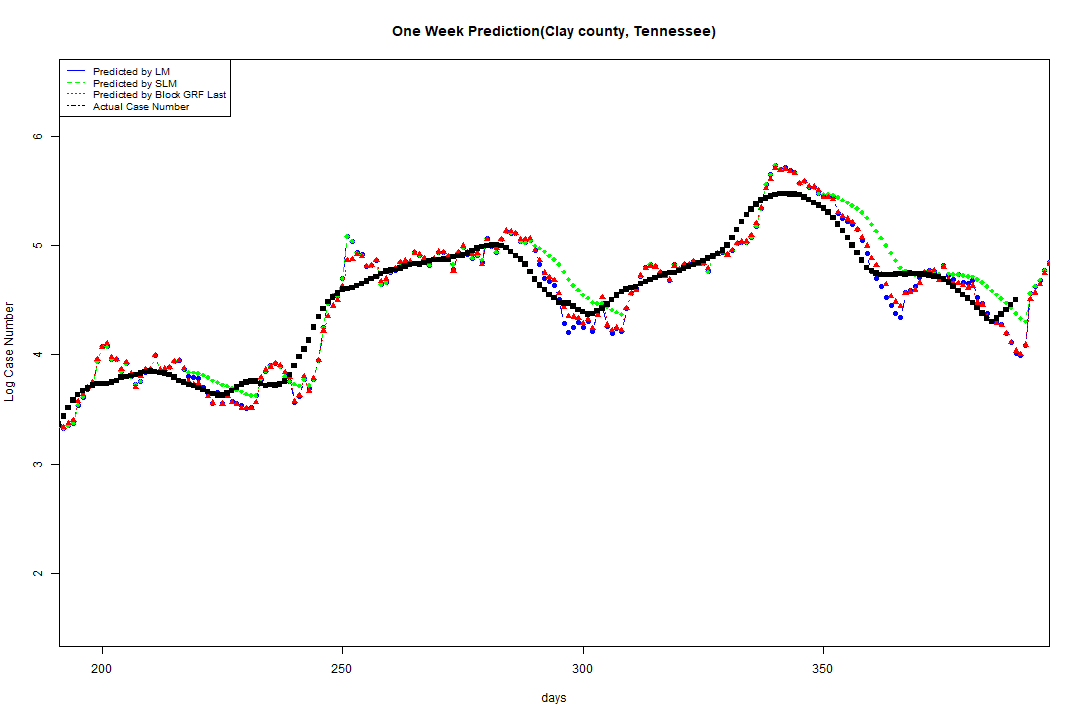 One Week Prediction(Clay county, Tennessee)
Predicted by LM
Predicted by SLM
Predicted by Block GRF Last
Actual Case Number
Log Case Number
6
5
4
3
2
200
250
300
350
days